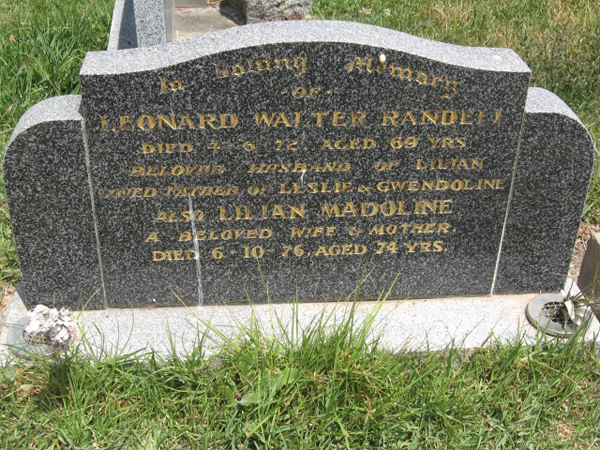 In Loving Memory
- OF -
LEONARD WALTER RANDELL
DIED 4-6-72 AGED 69 YRS
BELOVED HUSBAND OF LILIAN
LOVED FATHER OF LESLIE & GWENDOLINE
ALSO LILIAN MADOLINE
A BELOVED WIFE & MOTHER.
DIED 6-10-76, AGED 74 YRS.